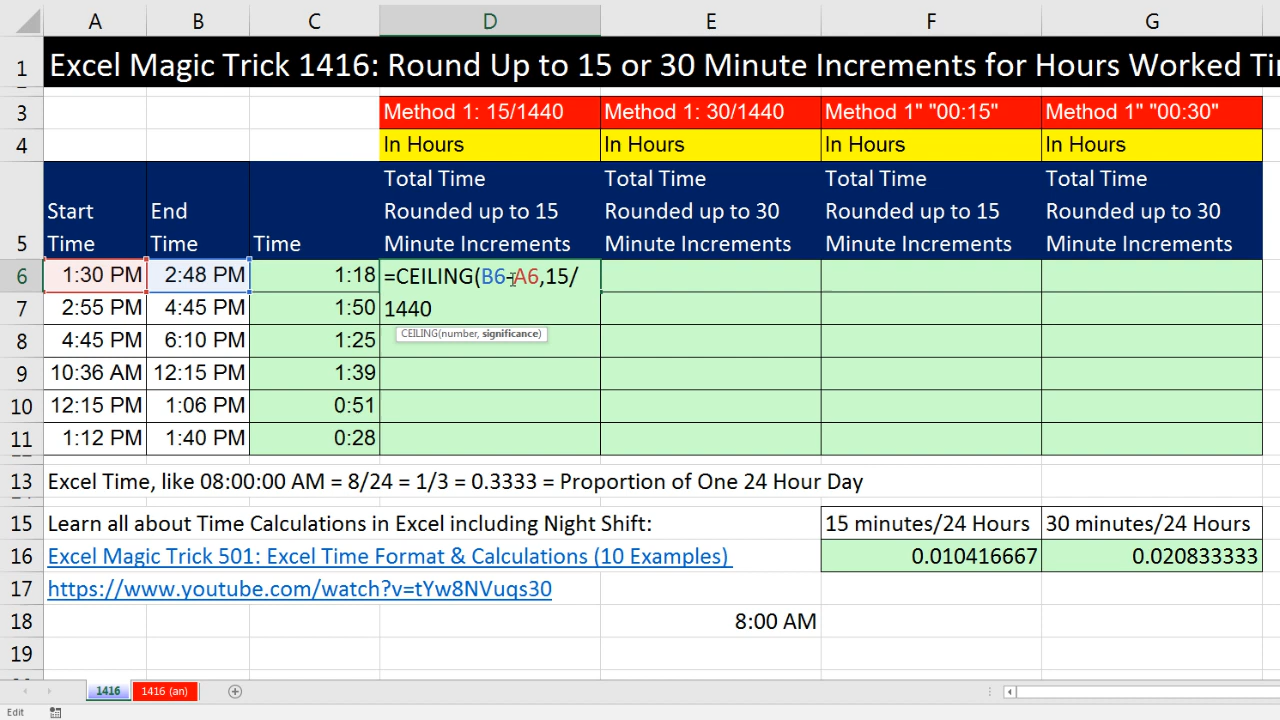 A B C D E F G
1 Excel Magic Trick 1416: Round Up to 15 or 30 Minute Increments for Hours Worked
3 Method 1: 15/1440 Method 1: 30/1440 Method 1" "00:15" Method 1" "00:30"
4 In Hours In Hours In Hours In Hours
Total Time Total Time Total Time Total Time
Start End Rounded up to 15 Rounded up to 30 Rounded up to 15 Rounded up to 30
5 Time Time Time Minute Increments Minute Increments Minute Increments Minute Increments
6 1:30 PM 2:48 PM 1:18 =CEILING(B6-A6,15/
7 2:55 PM 4:45 PM 1:50 1440
CEILING(number, significance)
8 4:45 PM 6:10 PM 1:25
9 10:36 AM 12:15 PM 1:39
10 12:15 PM 1:06 PM 0:51
11 1:12 PM 1:40 PM 0:28
13 Excel Time, like 08:00:00 AM = 8/24 = 1/3 = 0.3333 = Proportion of One 24 Hour Day
15 Learn all about Time Calculations in Excel including Night Shift: 15 minutes/24 Hours 30 minutes/24 Hours
16 Excel Magic Trick 501: Excel Time Format & Calculations (10 Examples) 0.010416667 0.020833333
17 https://www.youtube.com/watch?v=tYw8NVuqs30
18 8:00 AM
19
1416 1416 (an)
Edit